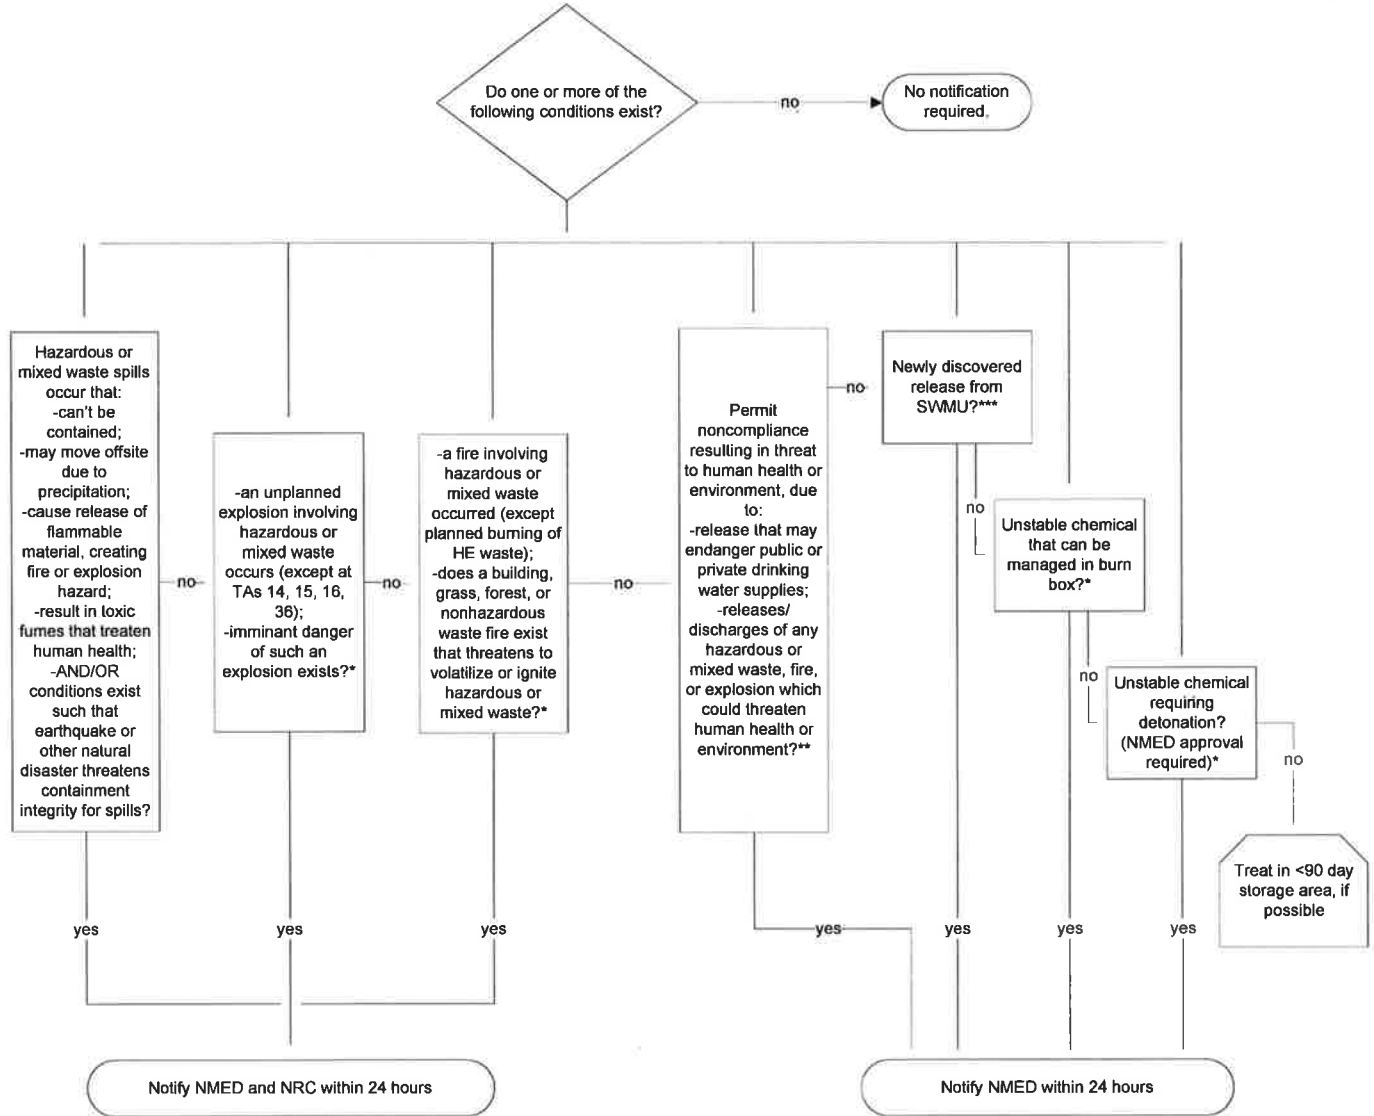 Do one or more of the
following conditions exist?
no
No notification
required.
Hazardous or
mixed waste spills
occur that:
-can't be
contained;
-may move offsite
due to
precipitation;
-cause release of
flammable
material, creating
fire or explosion
hazard;
-result in toxic
fumes that treaten
human health;
-AND/OR
conditions exist
such that
earthquake or
other natural
disaster threatens
containment
integrity for spills?
no
-an unplanned
explosion involving
hazardous or
mixed waste
occurs (except at
TAs 14, 15, 16,
36);
-imminant danger
of such an
explosion exists?*
no
-a fire involving
hazardous or
mixed waste
occurred (except
planned burning of
HE waste);
-does a building,
grass, forest, or
nonhazardous
waste fire exist
that threatens to
volatilize or ignite
hazardous or
mixed waste?*
no
Permit
noncompliance
resulting in threat
to human health or
environment, due
to:
-release that may
endanger public or
private drinking
water supplies;
-releases/
discharges of any
hazardous or
mixed waste, fire,
or explosion which
could threaten
human health or
environment?**
no
Newly discovered
release from
SWMU?***
no
Unstable chemical
that can be
managed in burn
box?*
no
Unstable chemical
requiring
detonation?
(NMED approval
required)*
no
Treat in <90 day
storage area, if
possible
yes
yes
yes
yes
yes
yes
yes
Notify NMED and NRC within 24 hours
Notify NMED within 24 hours